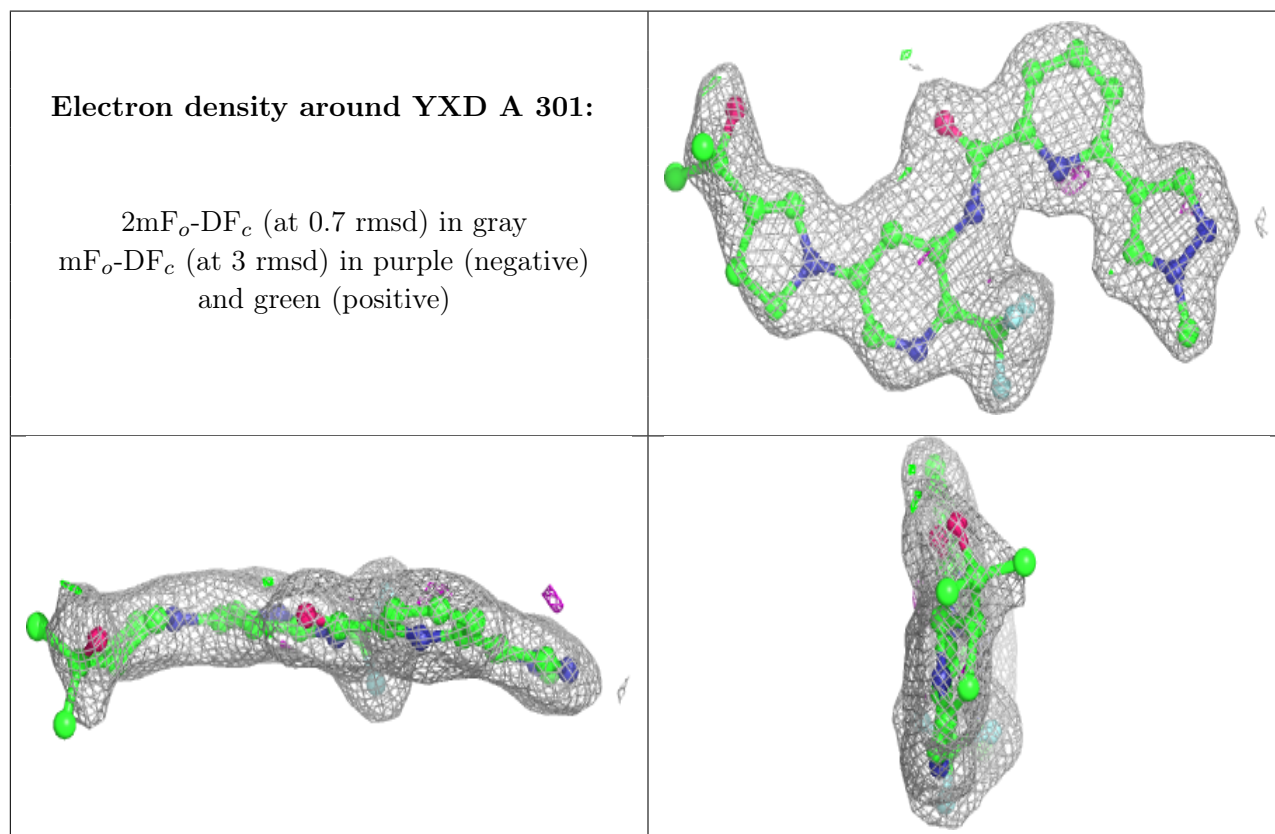 Electron density around YXD A 301:
2mFo-DFc (at 0.7 rmsd) in gray
mFo-DFc (at 3 rmsd) in purple (negative)
and green (positive)